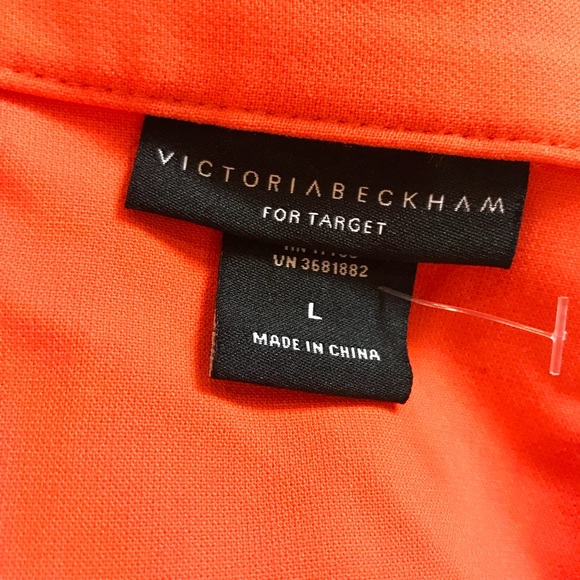 VICTORIABECKHAM
FOR TARGET
VN 3681882
L
MADE IN CHINA